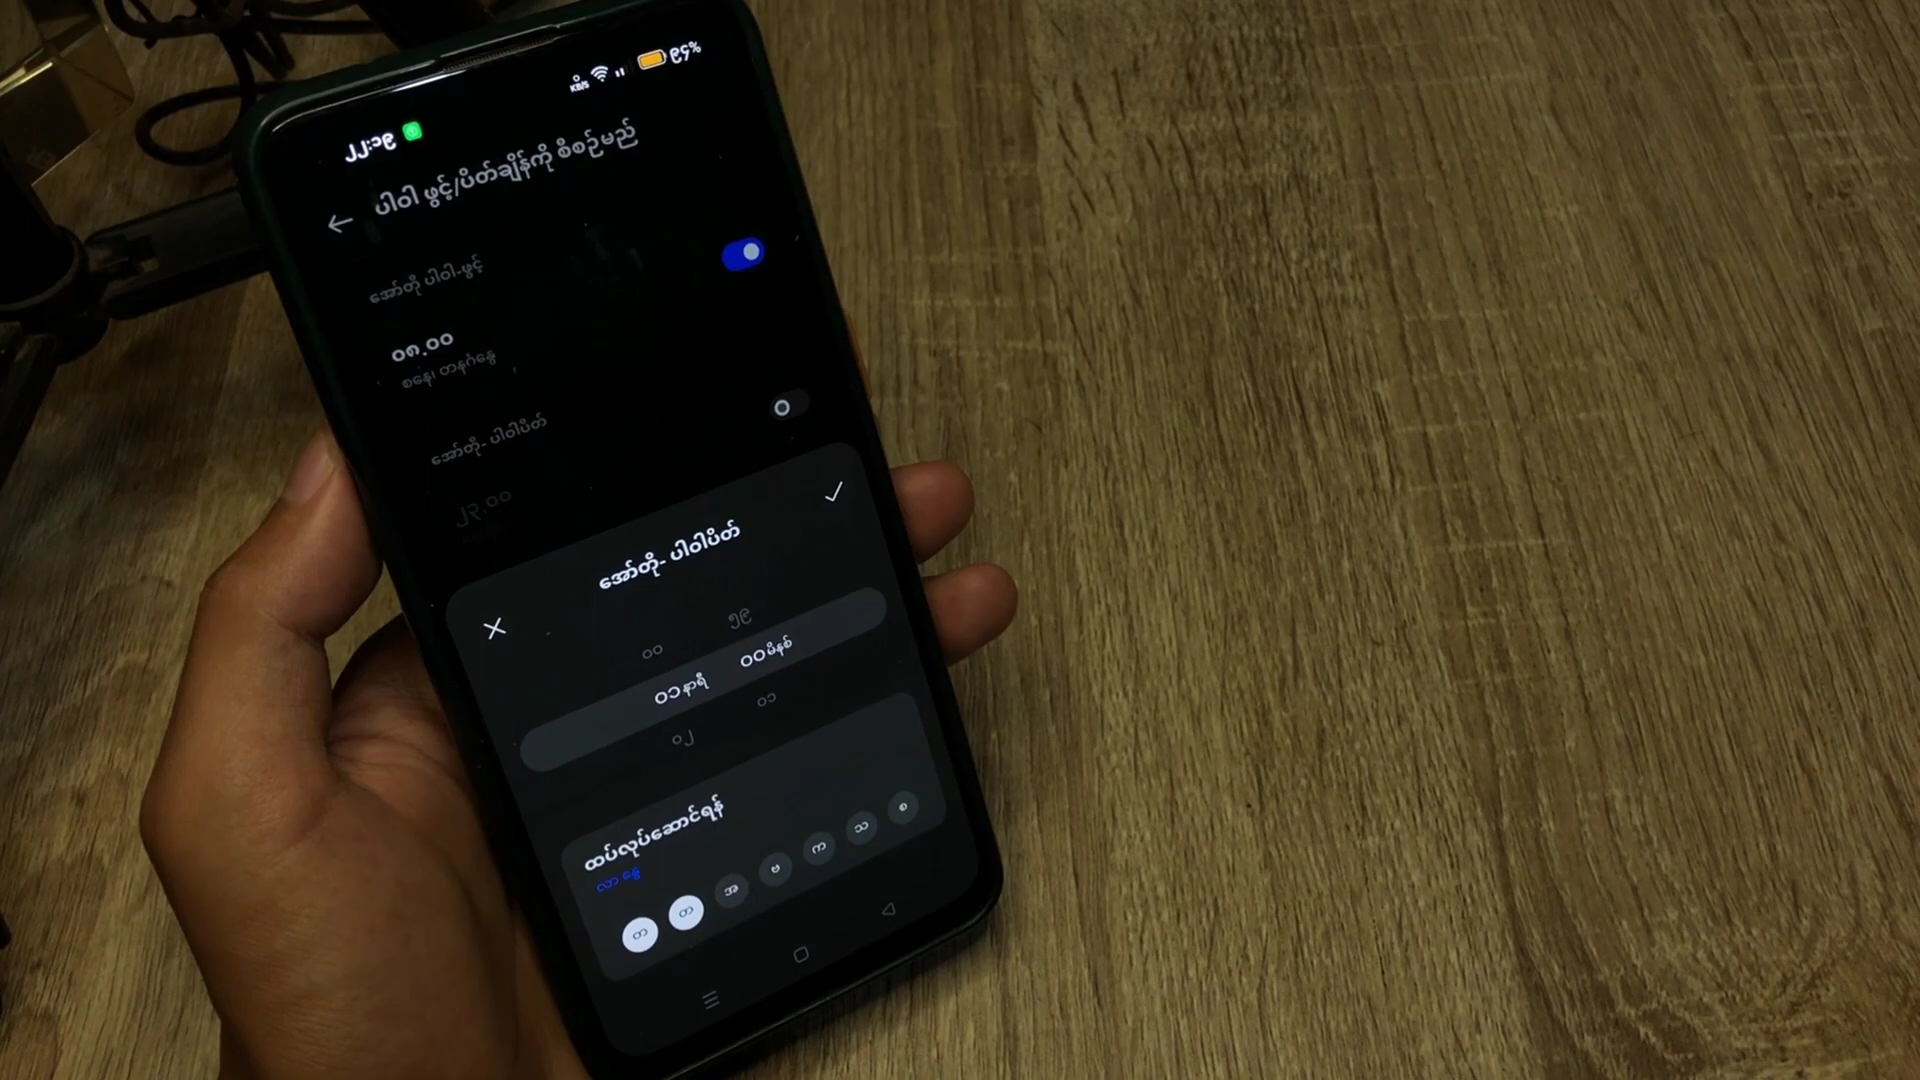 KB/S
၉၄%
၂၂:၁၉
ပါဝါ ဖွင့်/ပိတ်ချိန်ကို စီစဉ်မည်
အော်တို ပါဝါ-ဖွင့်
၀၈.၀၀
စနေ၊ တနင်္ဂနွေ
အော်တို- ပါဝါပိတ်
၂၃.၀၀
အော်တို- ပါဝါပိတ်
၀၀ ၅၉
၀၁နာရီ ၀၀မိနစ်
၀၂ ၀၁
ထပ်လုပ်ဆောင်ရန်
တ တ အ ဗ က သ စ